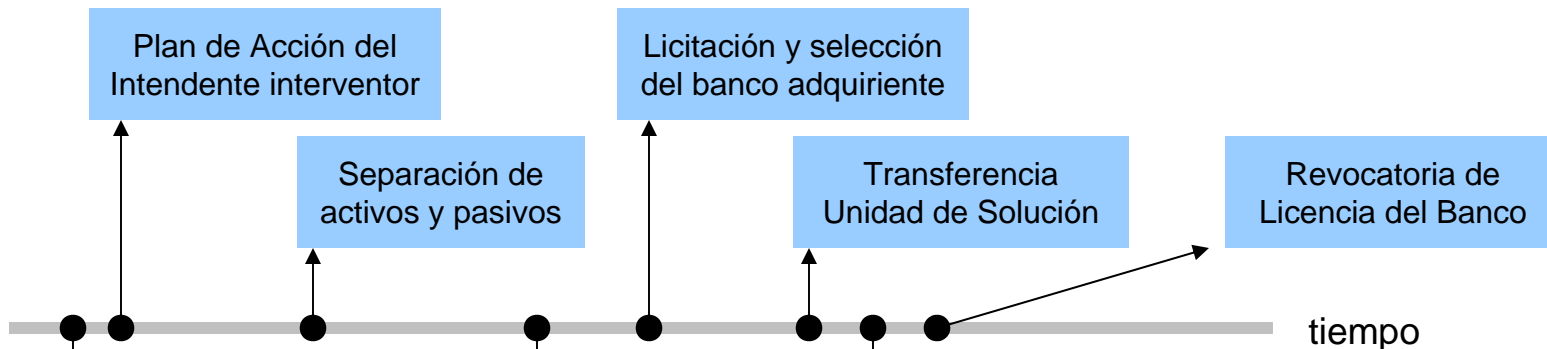 Plan de Acción del
Intendente interventor
Licitación y selección
del banco adquiriente
Separación de
activos y pasivos
Transferencia
Unidad de Solución
Revocatoria de
Licencia del Banco
tiempo